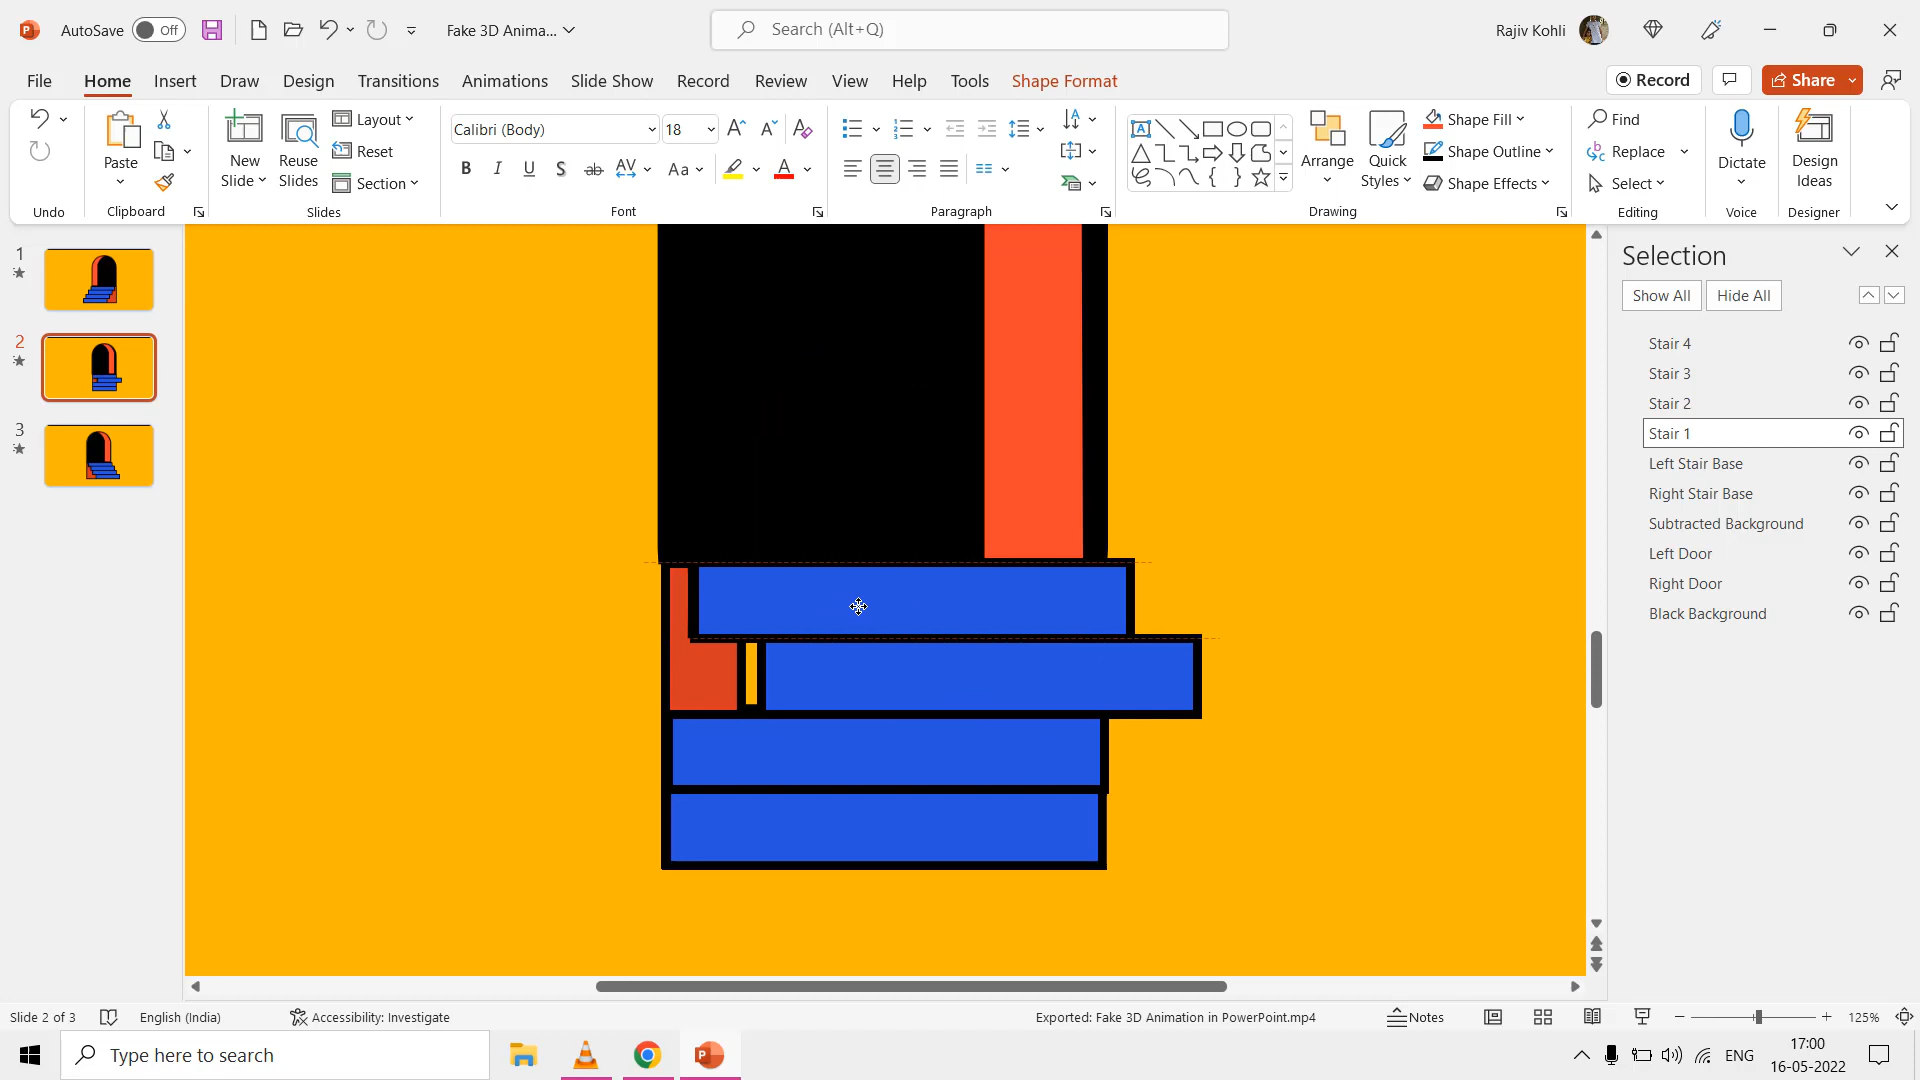 AutoSave Off Fake 3D Anima... Search (Alt+Q) Rajiv Kohli
File Home Insert Draw Design Transitions Animations Slide Show Record Review View Help Tools Shape Format Record Share
Paste New Slide Reuse Slides Layout Reset Section
Calibri (Body) 18
Arrange Quick Styles Shape Fill Shape Outline Shape Effects
Find Replace Select Dictate Design Ideas
Undo Clipboard Slides Font Paragraph Drawing Editing Voice Designer
1
2
3
Selection
Show All Hide All
Stair 4
Stair 3
Stair 2
Stair 1
Left Stair Base
Right Stair Base
Subtracted Background
Left Door
Right Door
Black Background
Slide 2 of 3 English (India) Accessibility: Investigate Exported: Fake 3D Animation in PowerPoint.mp4 Notes 125%
Type here to search ENG 17:00
16-05-2022